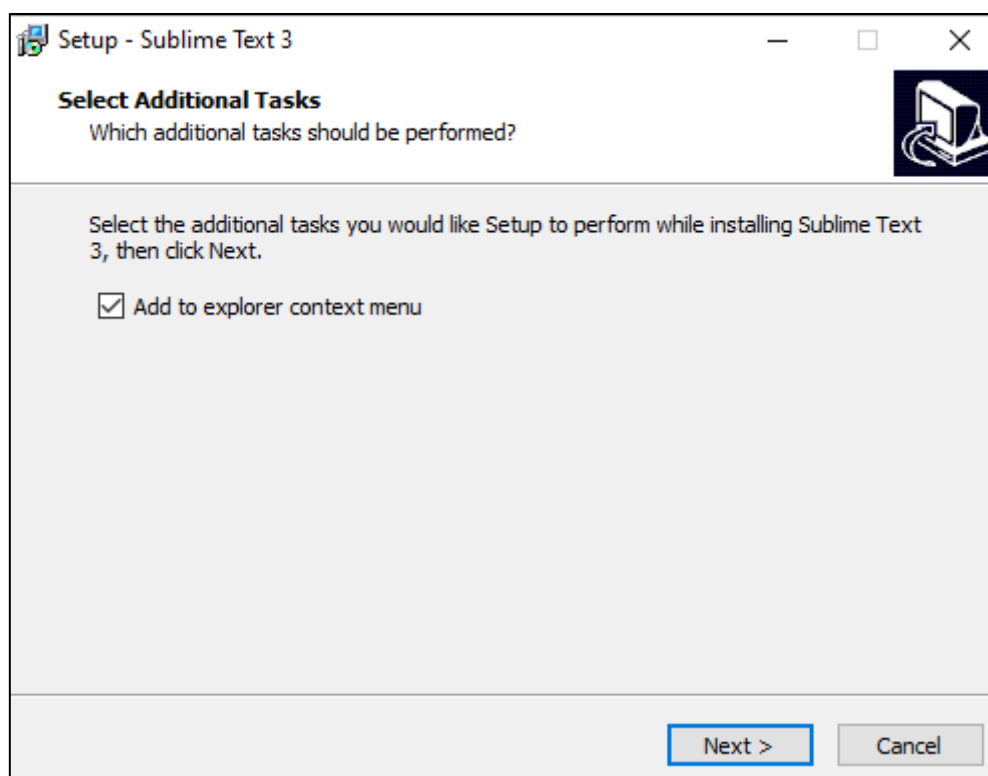 Setup - Sublime Text 3
Select Additional Tasks
Which additional tasks should be performed?
Select the additional tasks you would like Setup to perform while installing Sublime Text
3, then click Next.
Add to explorer context menu
Next >
Cancel